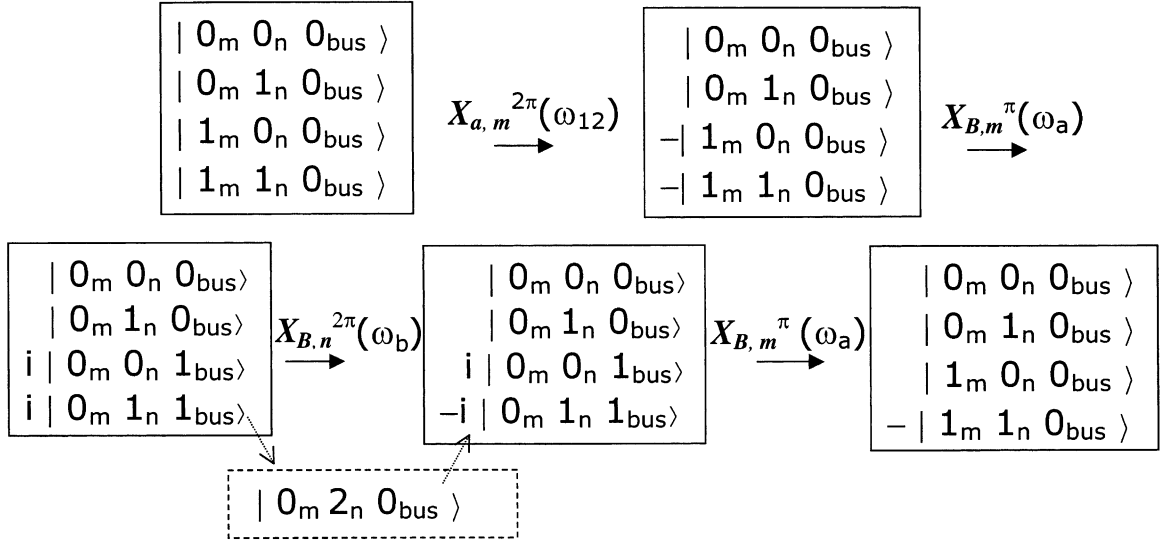 | 0m 0n 0bus ⟩
| 0m 1n 0bus ⟩
| 1m 0n 0bus ⟩
| 1m 1n 0bus ⟩
Xa, m2π(ω12)
| 0m 0n 0bus ⟩
| 0m 1n 0bus ⟩
–| 1m 0n 0bus ⟩
–| 1m 1n 0bus ⟩
XB,mπ(ωa)
| 0m 0n 0bus⟩
| 0m 1n 0bus⟩
i | 0m 0n 1bus⟩
i | 0m 1n 1bus⟩
XB, n2π(ωb)
| 0m 0n 0bus⟩
| 0m 1n 0bus⟩
i | 0m 0n 1bus⟩
–i | 0m 1n 1bus⟩
XB, mπ (ωa)
| 0m 0n 0bus ⟩
| 0m 1n 0bus ⟩
| 1m 0n 0bus ⟩
– | 1m 1n 0bus ⟩
| 0m 2n 0bus ⟩